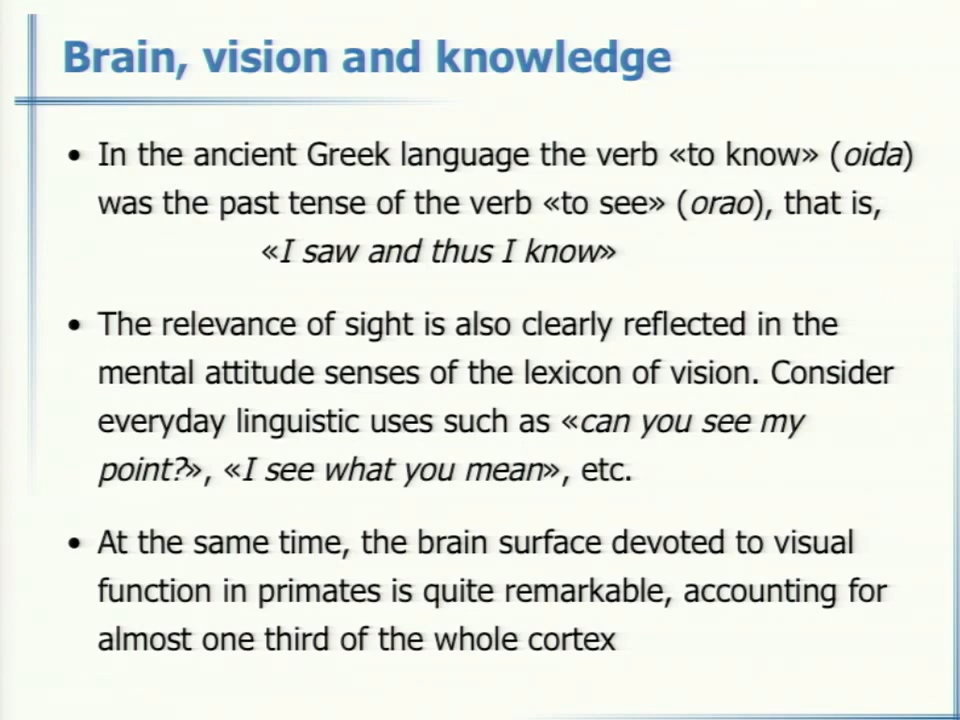 Brain, vision and knowledge
• In the ancient Greek language the verb «to know» (oida)
was the past tense of the verb «to see» (orao), that is,
«I saw and thus I know»
• The relevance of sight is also clearly reflected in the
mental attitude senses of the lexicon of vision. Consider
everyday linguistic uses such as «can you see my
point?», «I see what you mean», etc.
• At the same time, the brain surface devoted to visual
function in primates is quite remarkable, accounting for
almost one third of the whole cortex